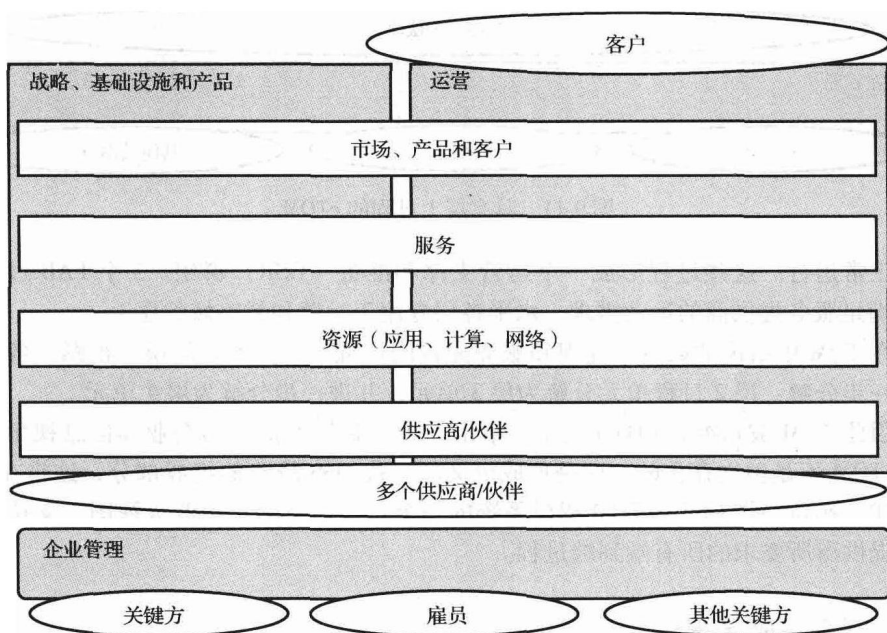 客户
战略、基础设施和产品
运营
市场、产品和客户
服务
资源（应用、计算、网络）
供应商/伙伴
多个供应商/伙伴
企业管理
关键方
雇员
其他关键方